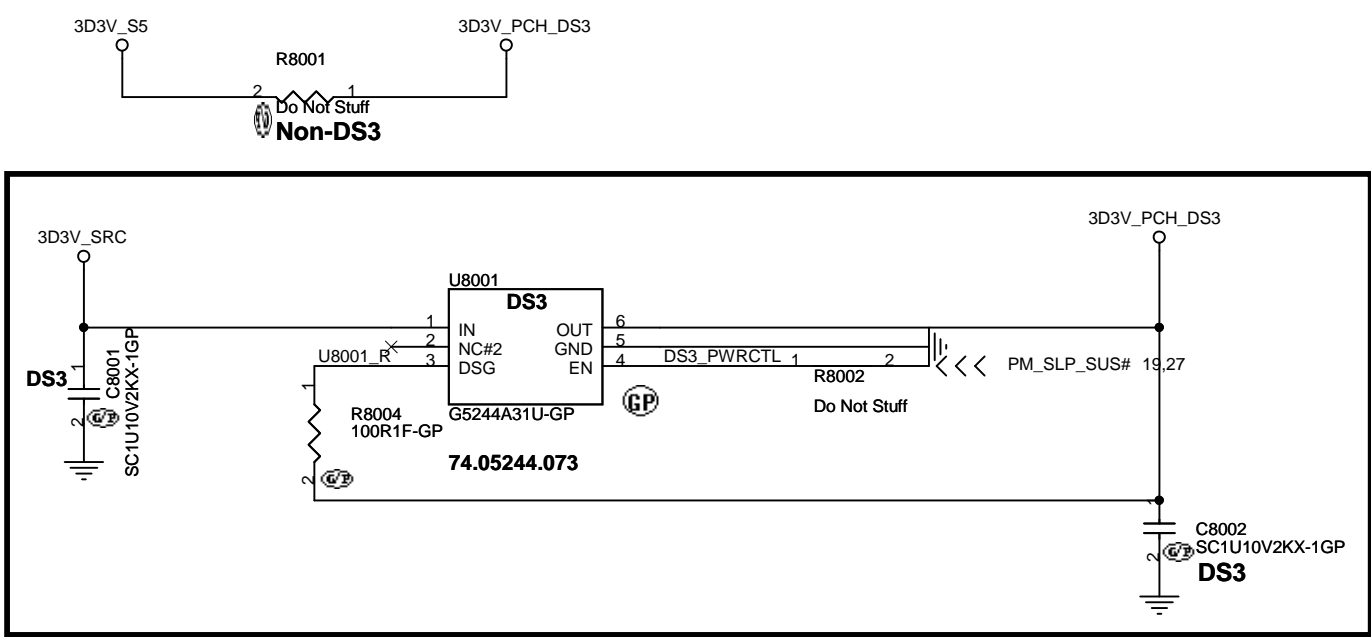 3D3V_S5
3D3V_PCH_DS3
R8001
2
1
Do Not Stuff
Non-DS3
3D3V_PCH_DS3
3D3V_SRC
U8001
DS3
1
IN
OUT
6
2
NC#2
GND
5
U8001_R
3
DSG
EN
4
DS3_PWRCTL
1
2
PM_SLP_SUS# 19,27
R8002
Do Not Stuff
DS3
1
C8001
2
SC1U10V2KX-1GP
G/P
1
R8004
100R1F-GP
2
G/P
G5244A31U-GP
GP
74.05244.073
1
C8002
SC1U10V2KX-1GP
2
G/P
DS3